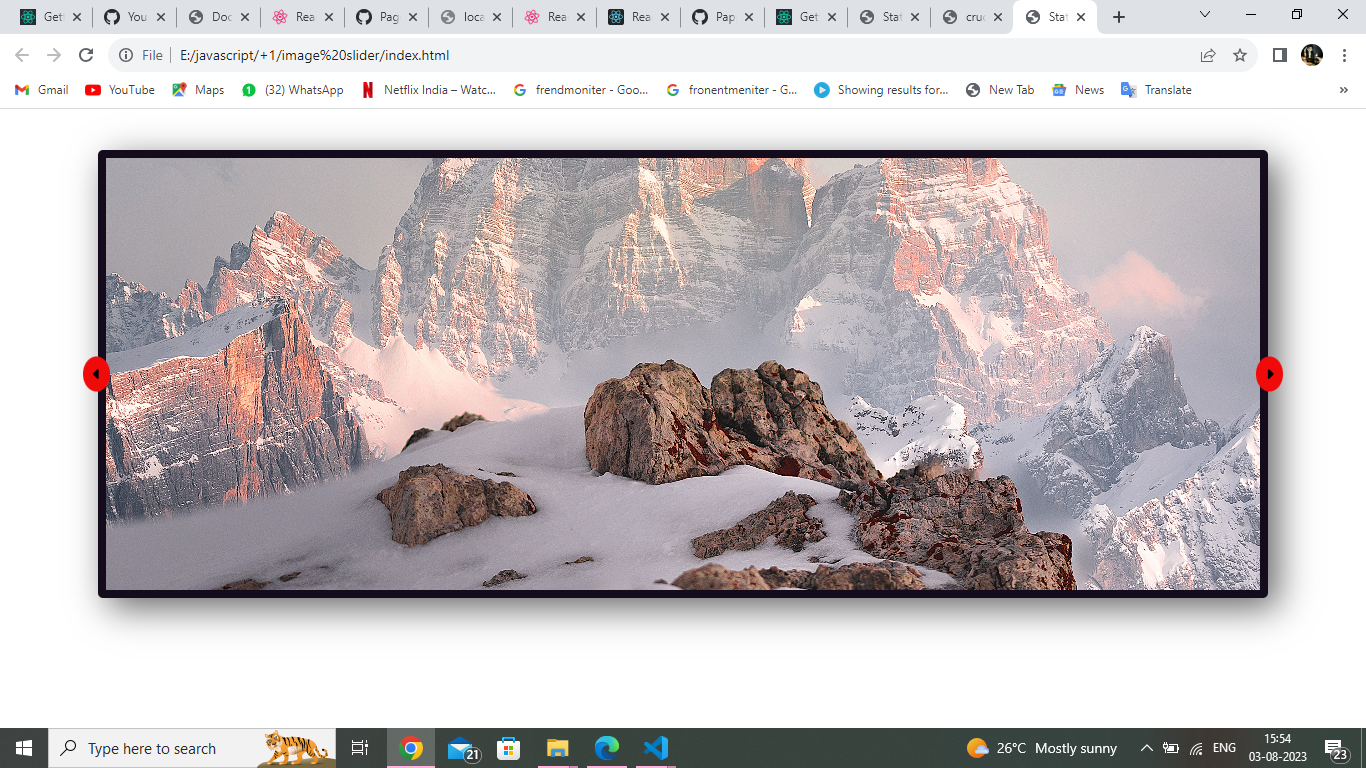 Get You Doc Rea Pag loca Rea Rea Pap Get Stat cruc Stat
File E:/javascript/+1/image%20slider/index.html
Gmail YouTube Maps (32) WhatsApp Netflix India – Watc... frendmoniter - Goo... fronentmeniter - G... Showing results for... New Tab News Translate »
Type here to search 21 26°C Mostly sunny ENG 15:54 23
03-08-2023